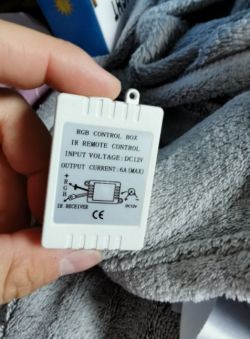 RGB CONTROL BOX
IR REMOTE CONTROL
INPUT VOLTAGE:DC12V
OUTPUT CURRENT:6A(MAX)
+
R
G
B
IR RECEIVER
DC12V
CE